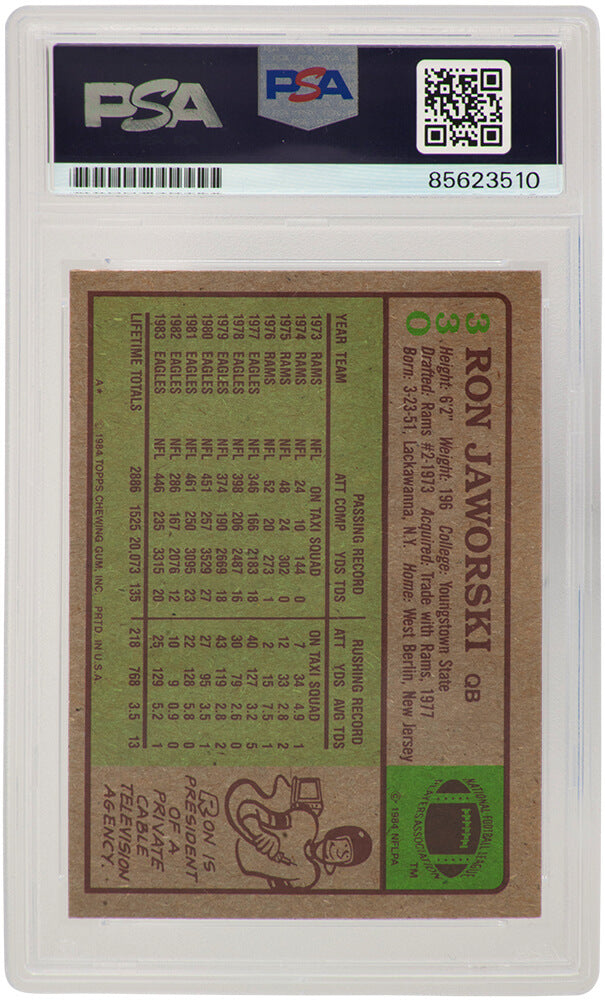 PSA
PSA
85623510
330
RON JAWORSKI QB
Height: 6'2" Weight: 196 College: Youngstown State
Drafted: Rams #2-1973 Acquired: Trade with Rams, 1977
Born: 3-23-51, Lackawanna, N.Y. Home: West Berlin, New Jersey
NATIONAL FOOTBALL LEAGUE
PLAYERS ASSOCIATION
TM
© 1984 NFLPA
PASSING RECORD RUSHING RECORD
YEAR TEAM ATT COMP YDS TDS ATT YDS AVG TDS
1973 RAMS NFL ON TAXI SQUAD ON TAXI SQUAD
1974 RAMS NFL 24 10 144 0 7 34 4.9 1
1975 RAMS NFL 48 24 302 0 12 33 2.8 2
1976 RAMS NFL 52 20 273 1 2 15 7.5 1
1977 EAGLES NFL 346 166 2183 18 40 127 3.2 5
1978 EAGLES NFL 398 206 2487 16 30 79 2.6 0
1979 EAGLES NFL 374 190 2669 18 43 119 2.8 2
1980 EAGLES NFL 451 257 3529 27 27 95 3.5 1
1981 EAGLES NFL 461 250 3095 23 22 128 5.8 0
1982 EAGLES NFL 286 167 2076 12 10 9 0.9 0
1983 EAGLES NFL 446 235 3315 20 25 129 5.2 1
LIFETIME TOTALS 2886 1525 20,073 135 218 768 3.5 13
A* © 1984 TOPPS CHEWING GUM, INC. PRTD. IN U.S.A.
RON IS
PRESIDENT
OF A
PRIVATE
CABLE
TELEVISION
AGENCY.